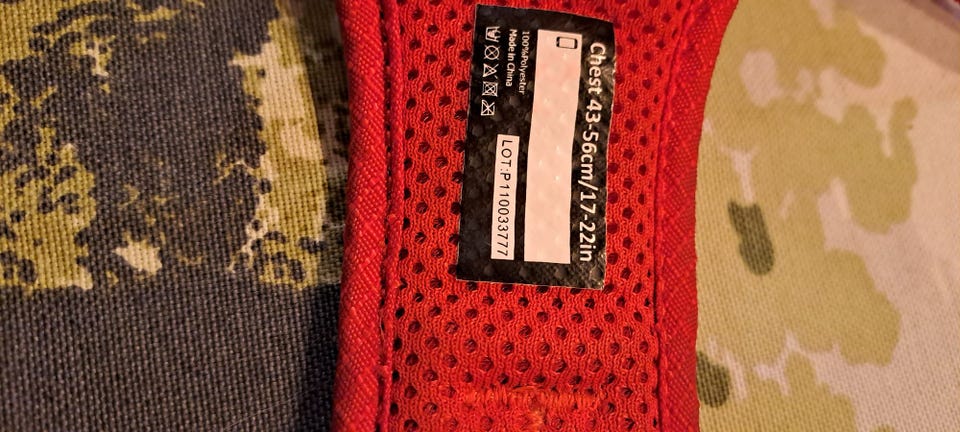 Chest 43-56cm/17-22in
100%Polyester
Made in China
LOT:P110033777